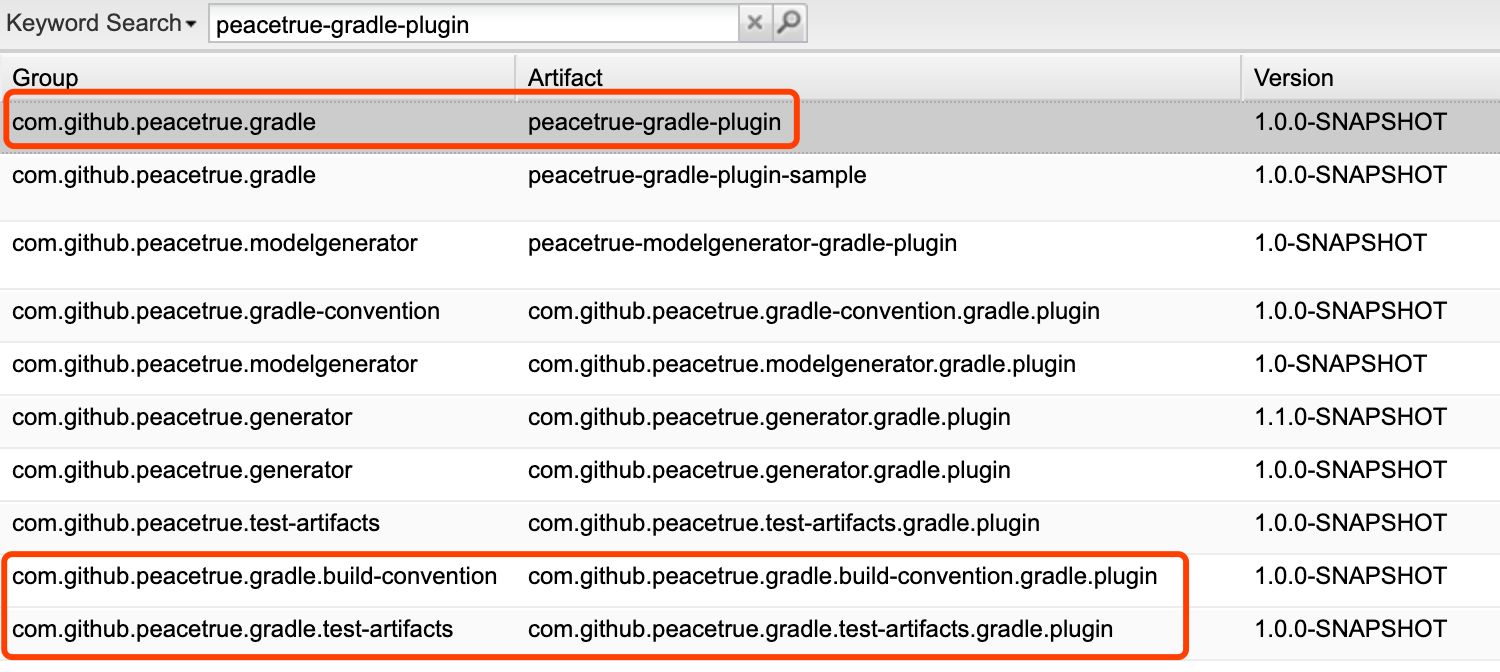 Keyword Search peacetrue-gradle-plugin
Group Artifact Version
com.github.peacetrue.gradle peacetrue-gradle-plugin 1.0.0-SNAPSHOT
com.github.peacetrue.gradle peacetrue-gradle-plugin-sample 1.0.0-SNAPSHOT
com.github.peacetrue.modelgenerator peacetrue-modelgenerator-gradle-plugin 1.0-SNAPSHOT
com.github.peacetrue.gradle-convention com.github.peacetrue.gradle-convention.gradle.plugin 1.0.0-SNAPSHOT
com.github.peacetrue.modelgenerator com.github.peacetrue.modelgenerator.gradle.plugin 1.0-SNAPSHOT
com.github.peacetrue.generator com.github.peacetrue.generator.gradle.plugin 1.1.0-SNAPSHOT
com.github.peacetrue.generator com.github.peacetrue.generator.gradle.plugin 1.0.0-SNAPSHOT
com.github.peacetrue.test-artifacts com.github.peacetrue.test-artifacts.gradle.plugin 1.0.0-SNAPSHOT
com.github.peacetrue.gradle.build-convention com.github.peacetrue.gradle.build-convention.gradle.plugin 1.0.0-SNAPSHOT
com.github.peacetrue.gradle.test-artifacts com.github.peacetrue.gradle.test-artifacts.gradle.plugin 1.0.0-SNAPSHOT